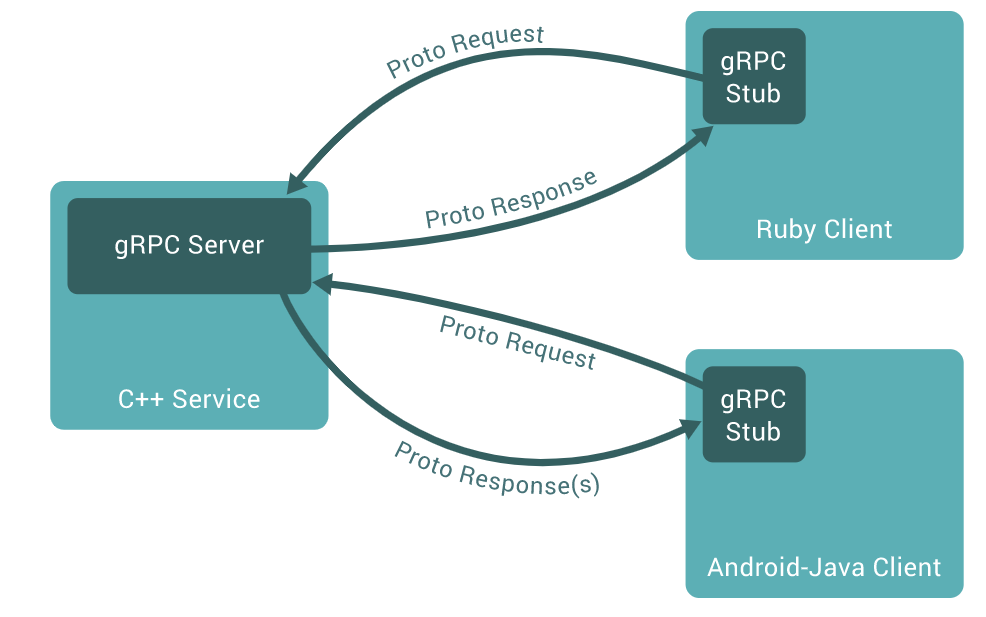 Proto Request
gRPC
Stub
Proto Response
Ruby Client
gRPC Server
C++ Service
Proto Request
gRPC
Stub
Proto Response(s)
Android-Java Client